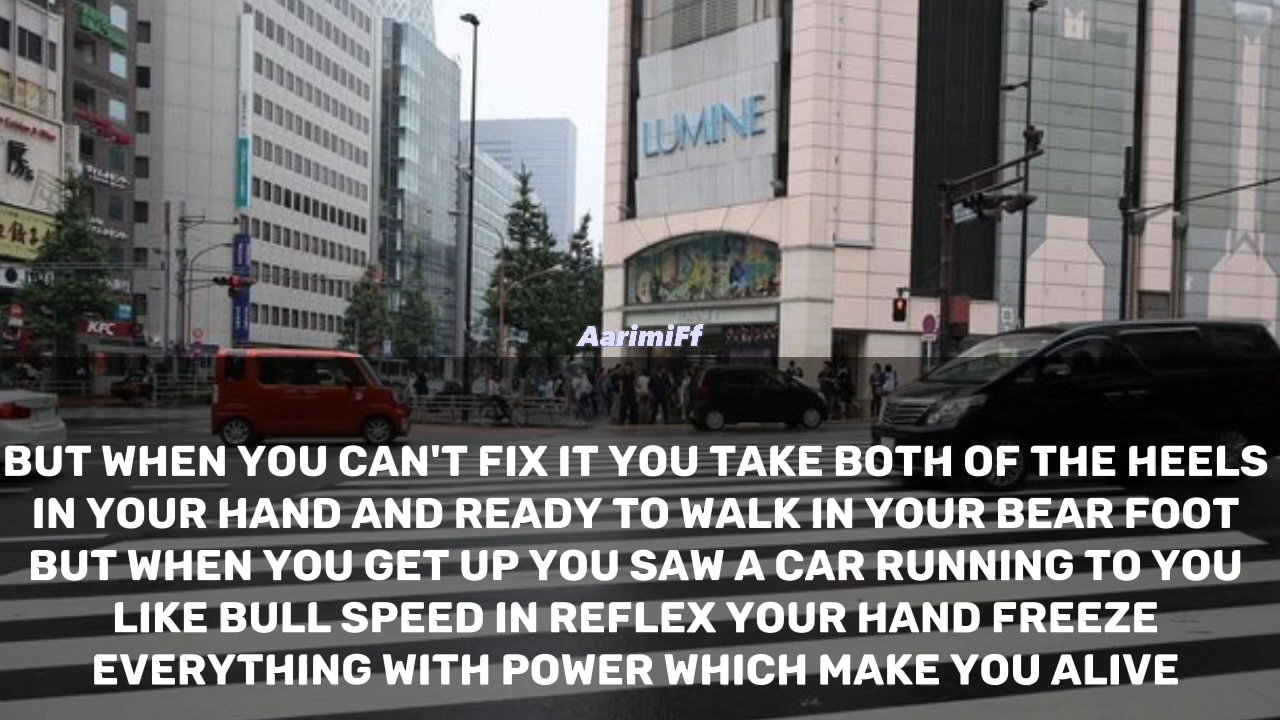 LUMINE
KFC
AarimiFf
BUT WHEN YOU CAN'T FIX IT YOU TAKE BOTH OF THE HEELS
IN YOUR HAND AND READY TO WALK IN YOUR BEAR FOOT
BUT WHEN YOU GET UP YOU SAW A CAR RUNNING TO YOU
LIKE BULL SPEED IN REFLEX YOUR HAND FREEZE
EVERYTHING WITH POWER WHICH MAKE YOU ALIVE